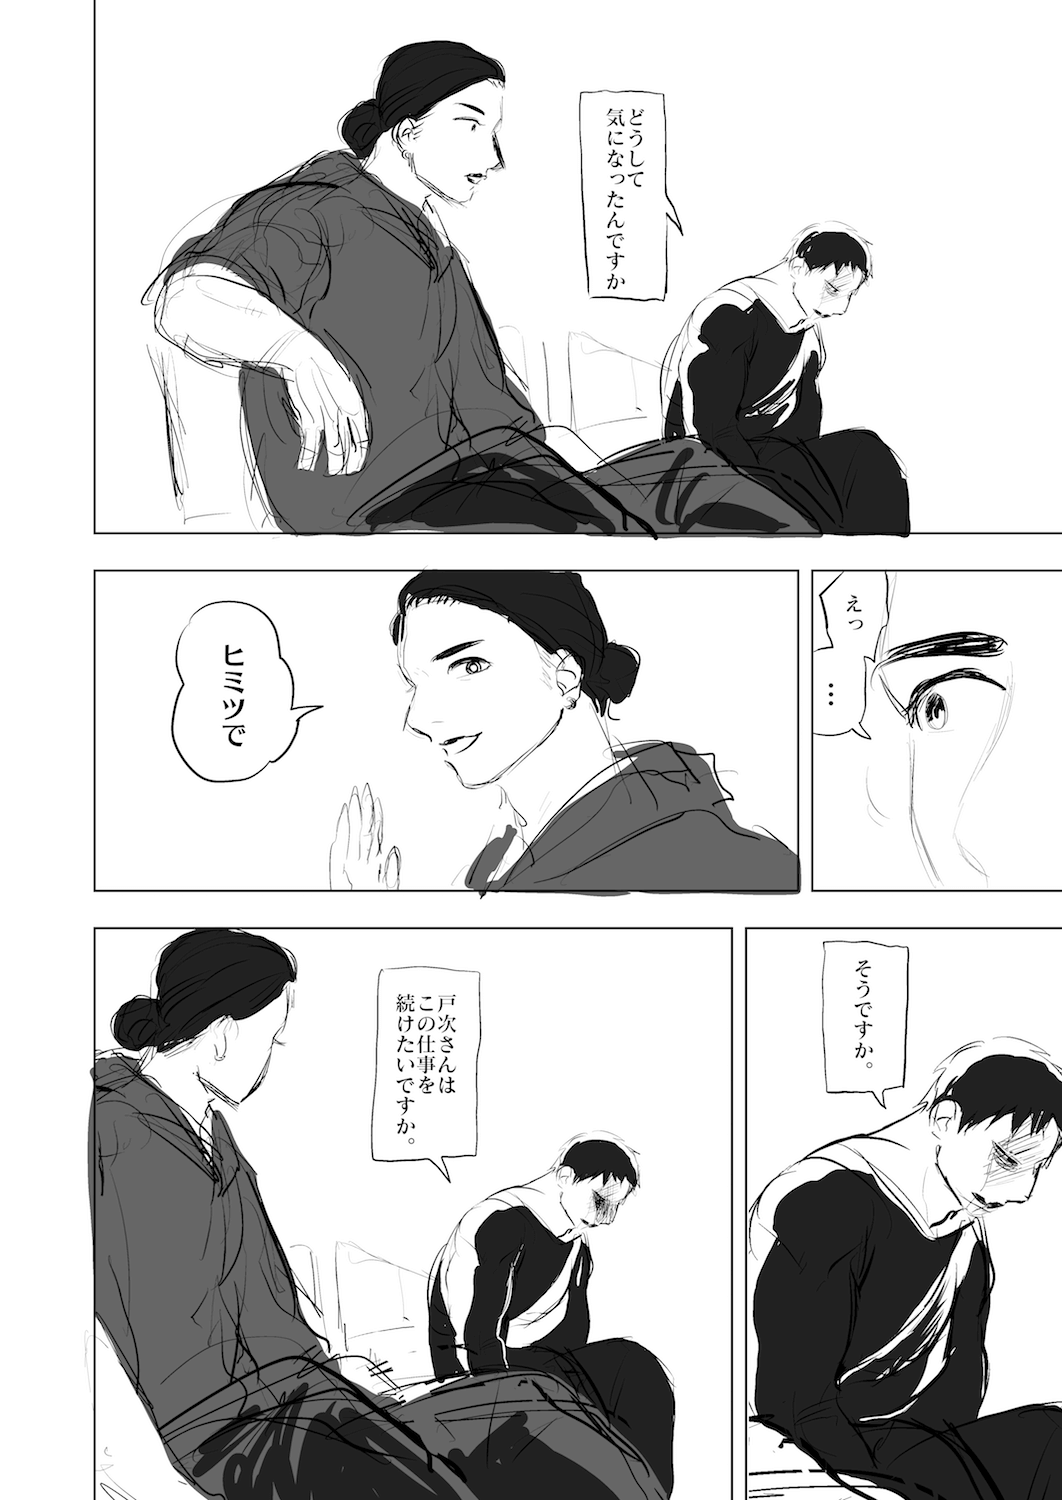 どうして
気になったんですか
えっ
…
ヒミツで
そうですか。
戸次さんは
この仕事を
続けたいですか。